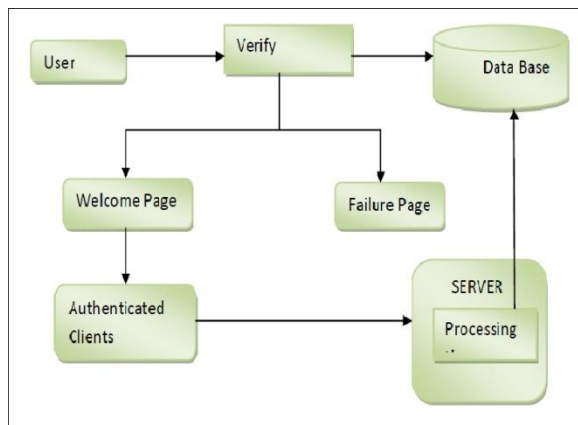 User
Verify
Data Base
Welcome Page
Failure Page
Authenticated
Clients
SERVER
Processing